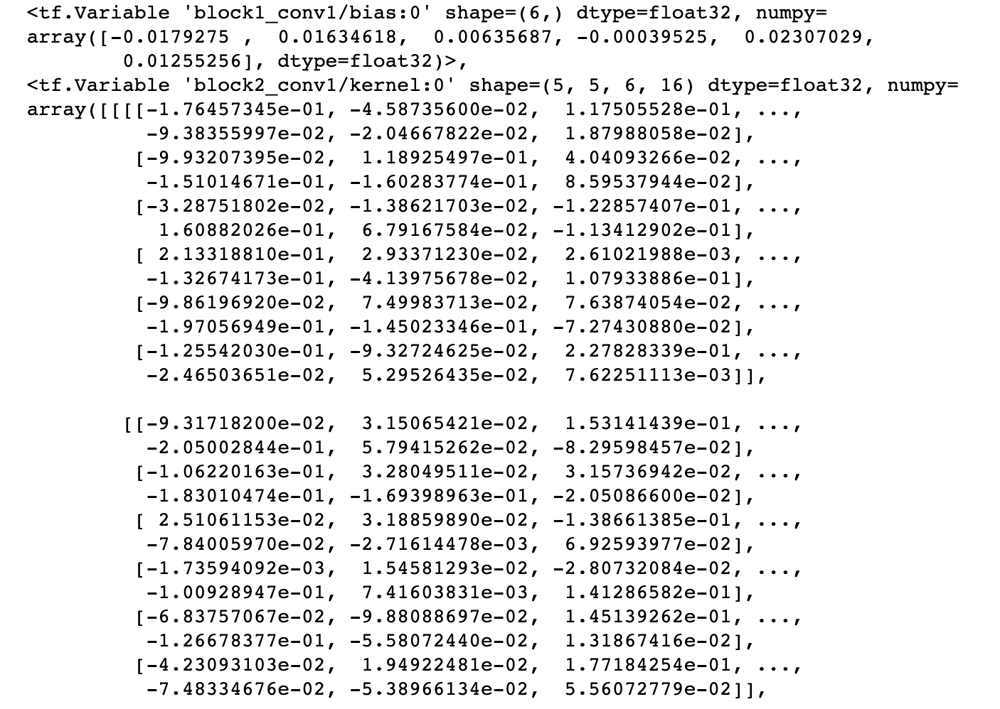 <tf.Variable 'block1_conv1/bias:0' shape=(6,) dtype=float32, numpy=
array([-0.0179275 ,  0.01634618,  0.00635687, -0.00039525,  0.02307029,
        0.01255256], dtype=float32)>,
<tf.Variable 'block2_conv1/kernel:0' shape=(5, 5, 6, 16) dtype=float32, numpy=
array([[[[-1.76457345e-01, -4.58735600e-02,  1.17505528e-01, ...,
          -9.38355997e-02, -2.04667822e-02,  1.87988058e-02],
         [-9.93207395e-02,  1.18925497e-01,  4.04093266e-02, ...,
          -1.51014671e-01, -1.60283774e-01,  8.59537944e-02],
         [-3.28751802e-02, -1.38621703e-02, -1.22857407e-01, ...,
           1.60882026e-01,  6.79167584e-02, -1.13412902e-01],
         [ 2.13318810e-01,  2.93371230e-02,  2.61021988e-03, ...,
          -1.32674173e-01, -4.13975678e-02,  1.07933886e-01],
         [-9.86196920e-02,  7.49983713e-02,  7.63874054e-02, ...,
          -1.97056949e-01, -1.45023346e-01, -7.27430880e-02],
         [-1.25542030e-01, -9.32724625e-02,  2.27828339e-01, ...,
          -2.46503651e-02,  5.29526435e-02,  7.62251113e-03]],
        [[-9.31718200e-02,  3.15065421e-02,  1.53141439e-01, ...,
          -2.05002844e-01,  5.79415262e-02, -8.29598457e-02],
         [-1.06220163e-01,  3.28049511e-02,  3.15736942e-02, ...,
          -1.83010474e-01, -1.69398963e-01, -2.05086600e-02],
         [ 2.51061153e-02,  3.18859890e-02, -1.38661385e-01, ...,
          -7.84005970e-02, -2.71614478e-03,  6.92593977e-02],
         [-1.73594092e-03,  1.54581293e-02, -2.80732084e-02, ...,
          -1.00928947e-01,  7.41603831e-03,  1.41286582e-01],
         [-6.83757067e-02, -9.88088697e-02,  1.45139262e-01, ...,
          -1.26678377e-01, -5.58072440e-02,  1.31867416e-02],
         [-4.23093103e-02,  1.94922481e-02,  1.77184254e-01, ...,
          -7.48334676e-02, -5.38966134e-02,  5.56072779e-02]],